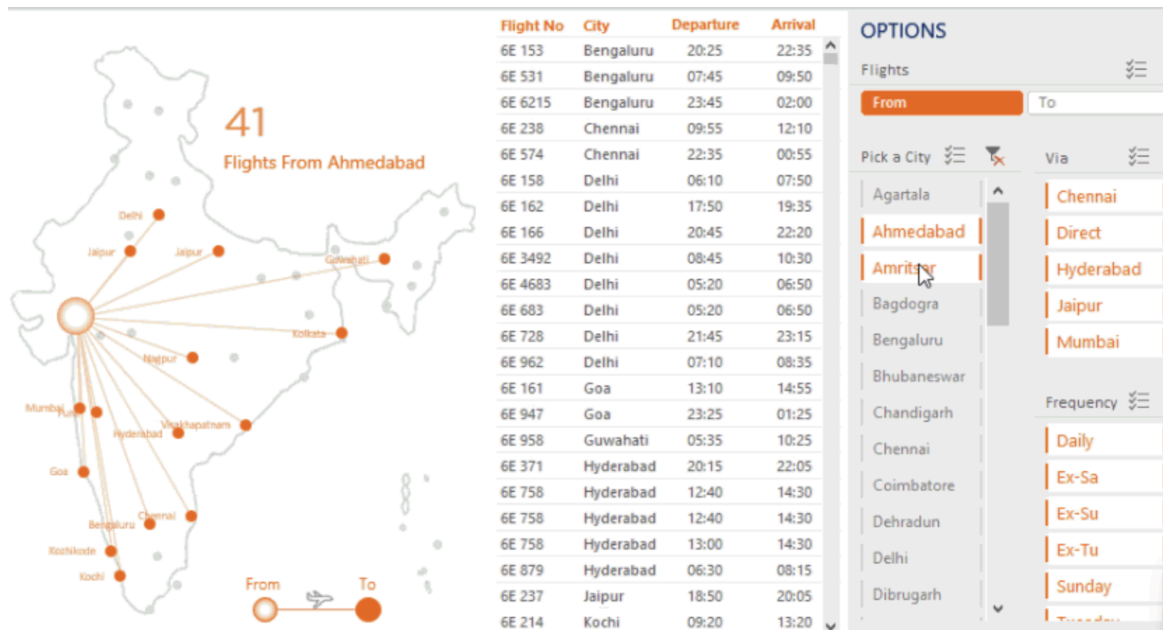 41
Flights From Ahmedabad
Delhi
Jaipur
Jaipur
Guwahati
Kolkata
Nagpur
Mumbai
Visakhapatnam
Hyderabad
Goa
Chennai
Bengaluru
Kozhikode
Kochi
From
To
Flight No City Departure Arrival
6E 153 Bengaluru 20:25 22:35
6E 531 Bengaluru 07:45 09:50
6E 6215 Bengaluru 23:45 02:00
6E 238 Chennai 09:55 12:10
6E 574 Chennai 22:35 00:55
6E 158 Delhi 06:10 07:50
6E 162 Delhi 17:50 19:35
6E 166 Delhi 20:45 22:20
6E 3492 Delhi 08:45 10:30
6E 4683 Delhi 05:20 06:50
6E 683 Delhi 05:20 06:50
6E 728 Delhi 21:45 23:15
6E 962 Delhi 07:10 08:35
6E 161 Goa 13:10 14:55
6E 947 Goa 23:25 01:25
6E 958 Guwahati 05:35 10:25
6E 371 Hyderabad 20:15 22:05
6E 758 Hyderabad 12:40 14:30
6E 758 Hyderabad 12:40 14:30
6E 758 Hyderabad 13:00 14:30
6E 879 Hyderabad 06:30 08:15
6E 237 Jaipur 18:50 20:05
6E 214 Kochi 09:20 13:20
OPTIONS
Flights
From
To
Pick a City
Agartala
Ahmedabad
Amritsar
Bagdogra
Bengaluru
Bhubaneswar
Chandigarh
Chennai
Coimbatore
Dehradun
Delhi
Dibrugarh
Via
Chennai
Direct
Hyderabad
Jaipur
Mumbai
Frequency
Daily
Ex-Sa
Ex-Su
Ex-Tu
Sunday